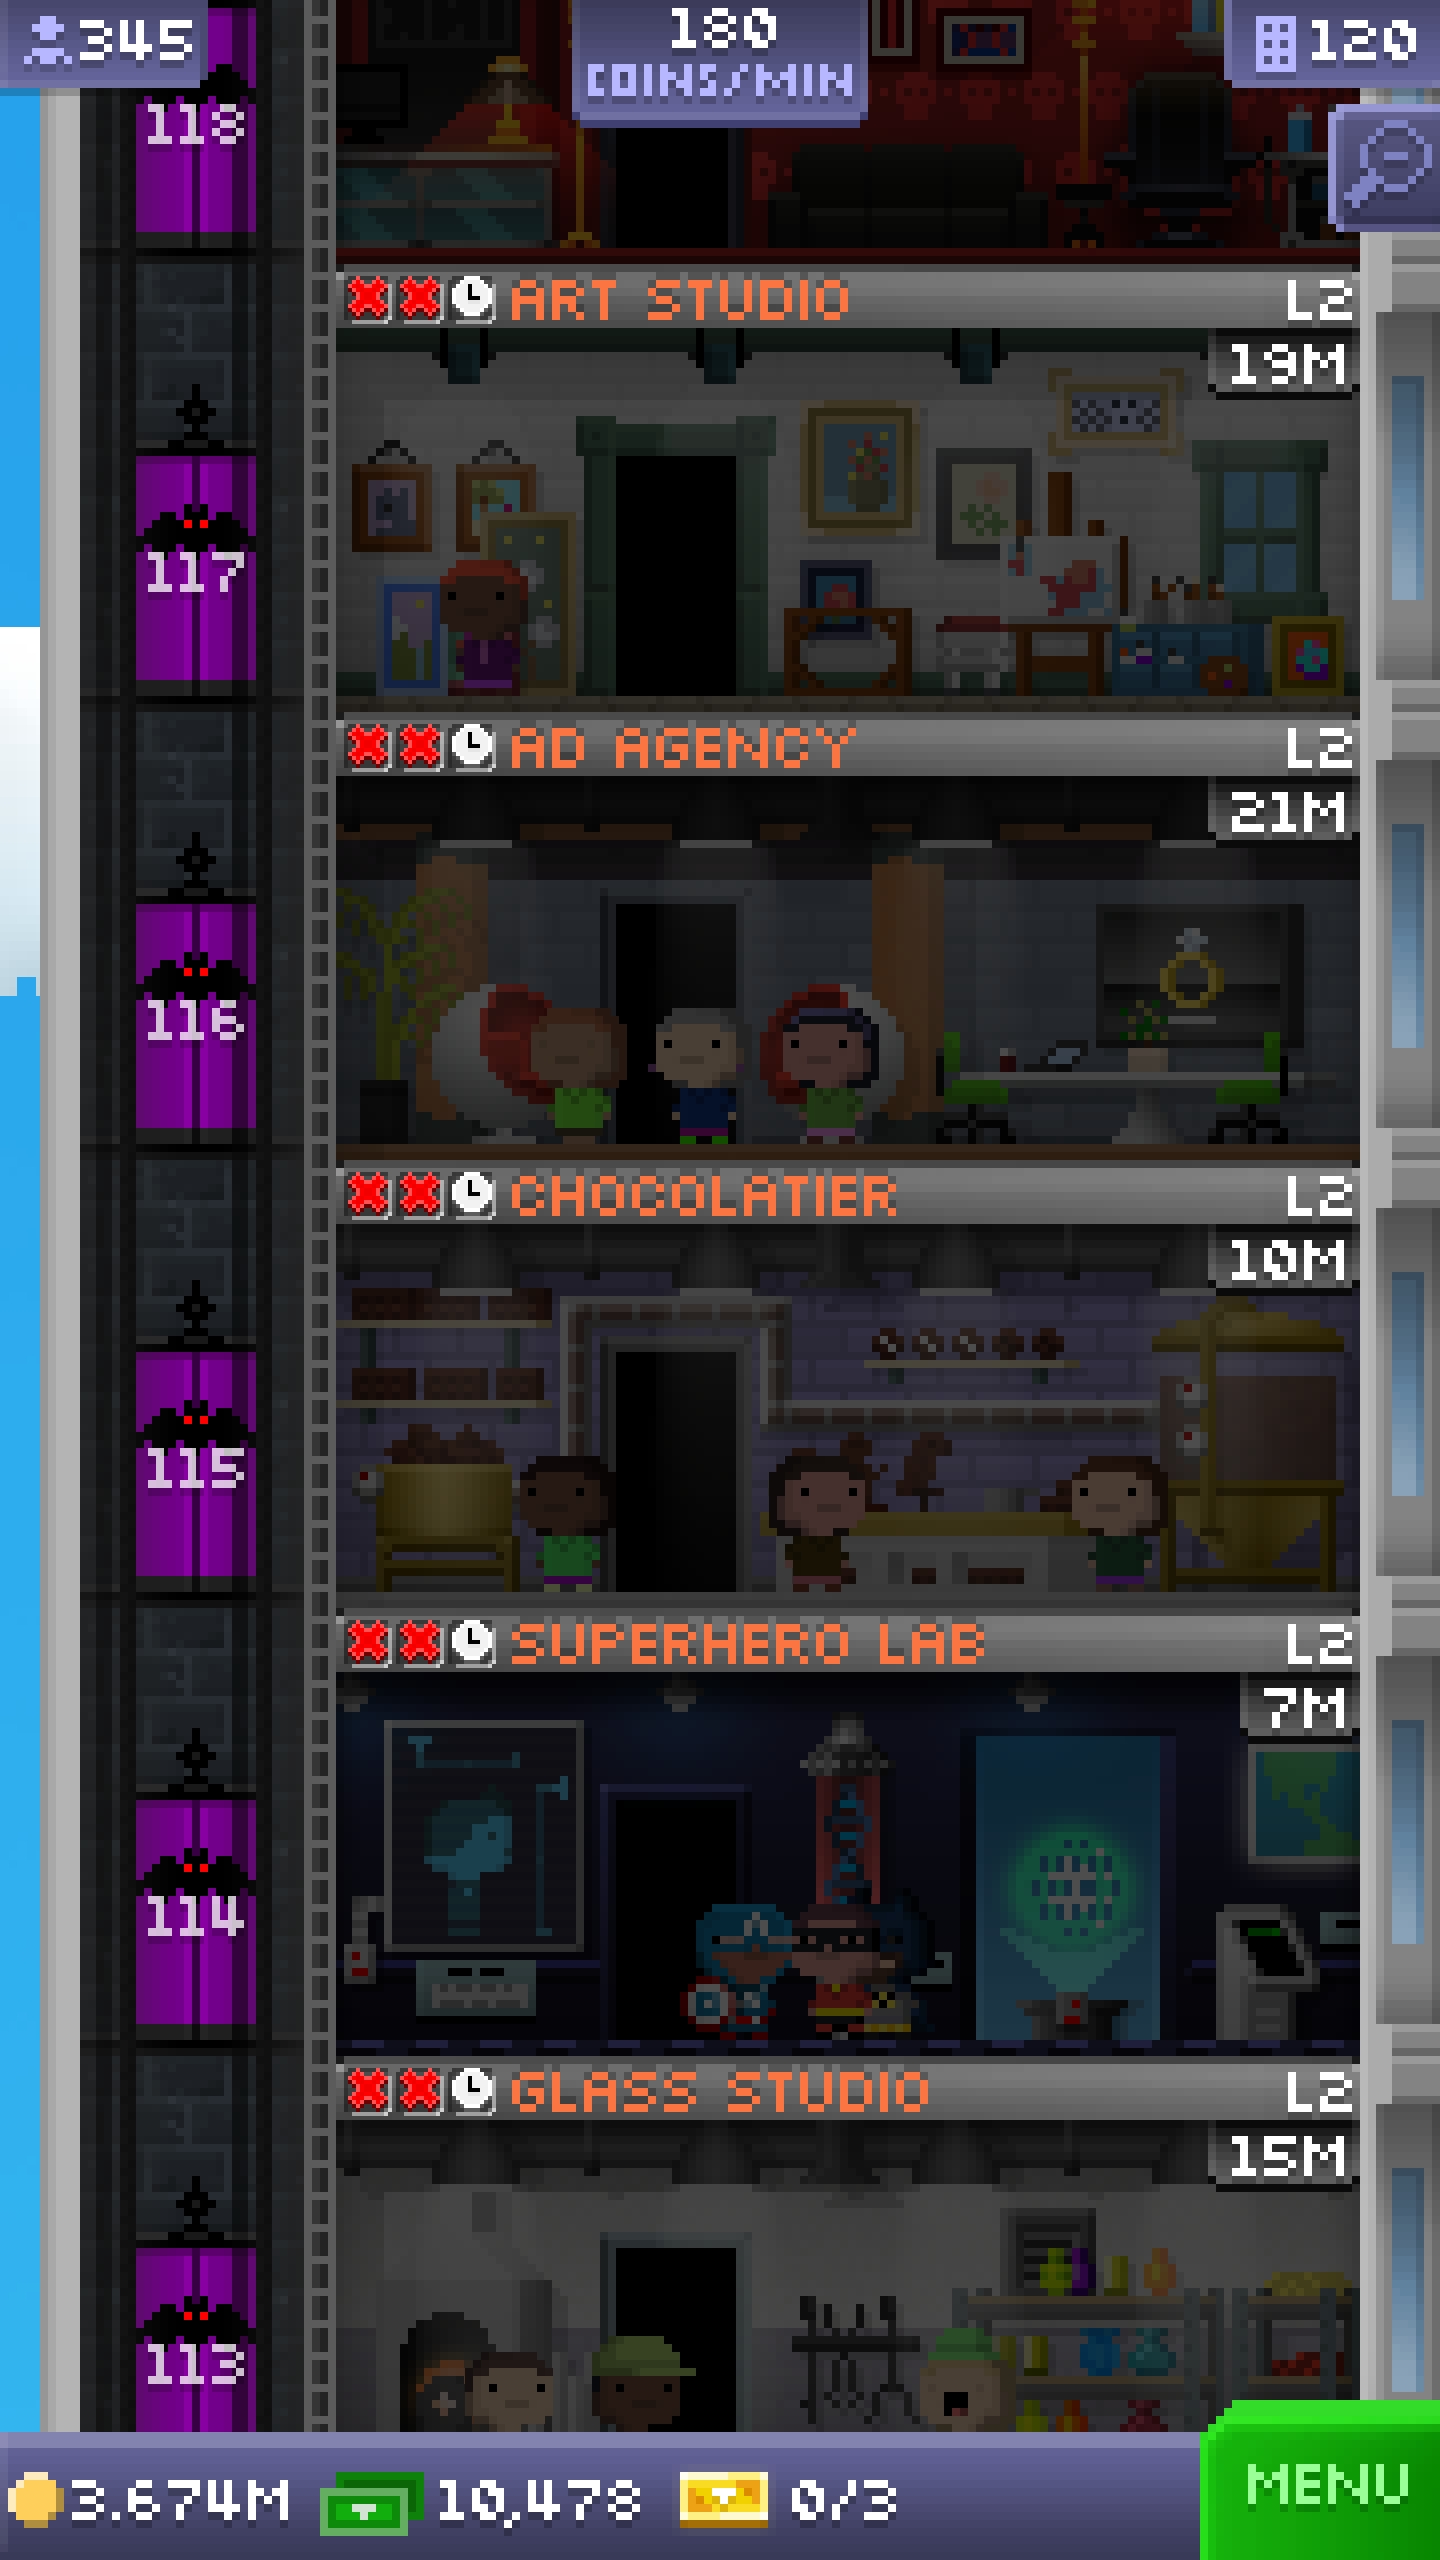 345
180
COINS/MIN
120
118
ART STUDIO L2
19M
117
AD AGENCY L2
21M
116
CHOCOLATIER L2
10M
115
SUPERHERO LAB L2
7M
114
GLASS STUDIO L2
15M
113
3.674M 10,478 0/3 MENU